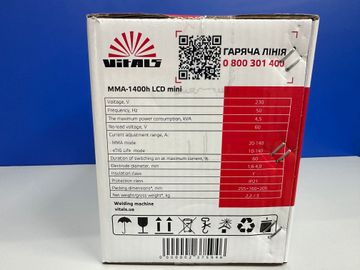 VITALS
ГАРЯЧА ЛІНІЯ
0 800 301 400
MMA-1400h LCD mini
Voltage, V 230
Frequency, Hz 50
The maximum power consumption, kVA 4,5
No-load voltage, V 60
Current adjustment range, A:
- MMA mode 20-140
- «TIG Lift» mode 10-140
Duration of switching on at maximum current, % 60
Electrode diameter, mm 1,6-4,0
Insulation class F
Protection class IP21
Packing dimensions*, mm 255×160×205
Net weight/gross weight*, kg
Welding machine
vitals.ua